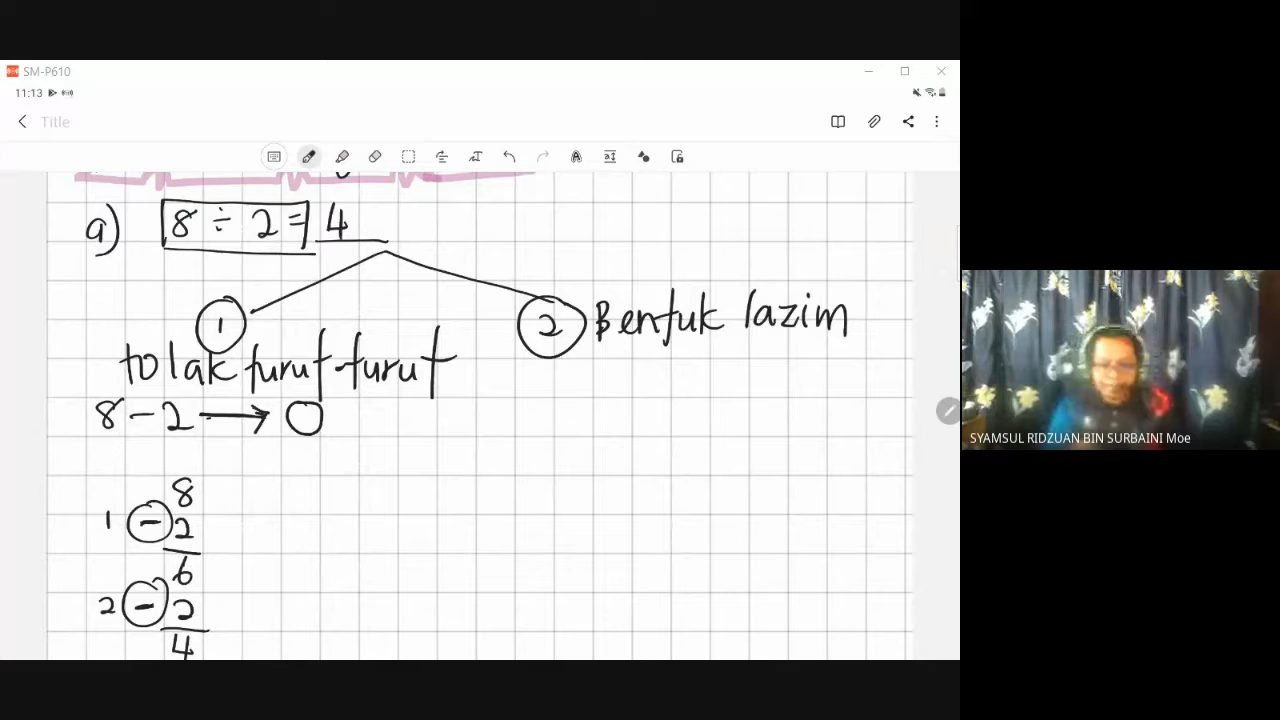 SM-P610
11:13
Title
a) 8 ÷ 2 = 4
1
2 Bentuk lazim
tolak turut-turut
8 - 2 → 0
8
1 - 2
6
2 - 2
4
SYAMSUL RIDZUAN BIN SURBAINI Moe